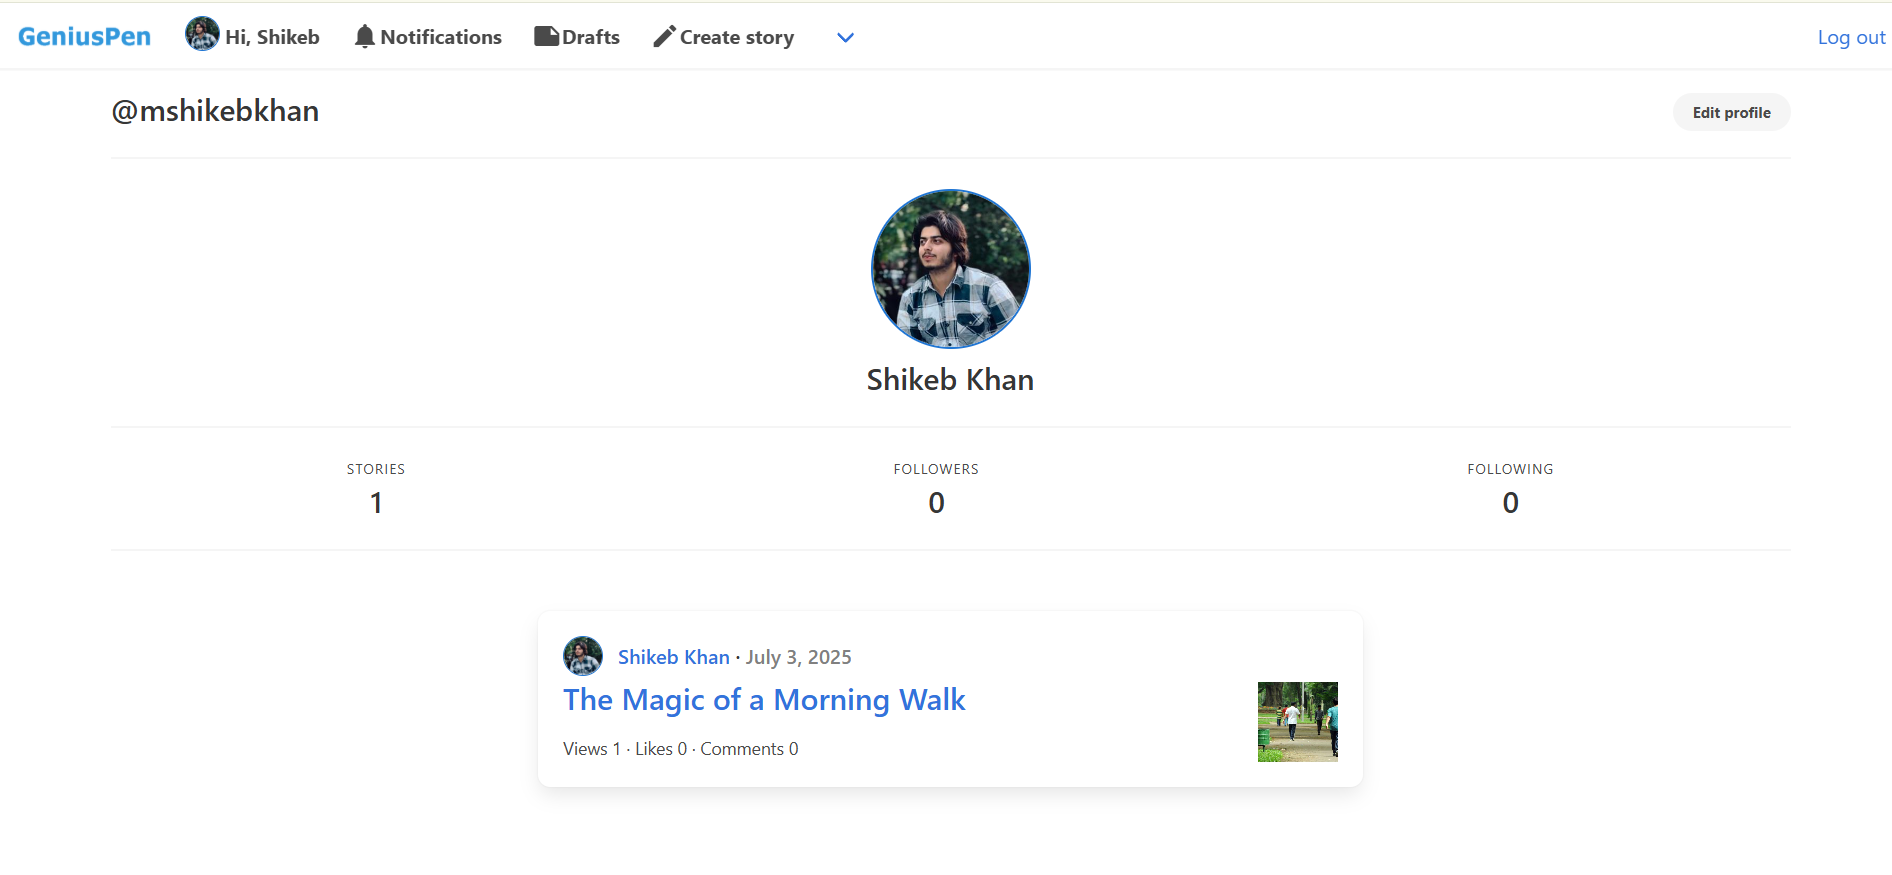 GeniusPen Hi, Shikeb Notifications Drafts Create story Log out
@mshikebkhan Edit profile
Shikeb Khan
STORIES FOLLOWERS FOLLOWING
1 0 0
Shikeb Khan · July 3, 2025
The Magic of a Morning Walk
Views 1 · Likes 0 · Comments 0